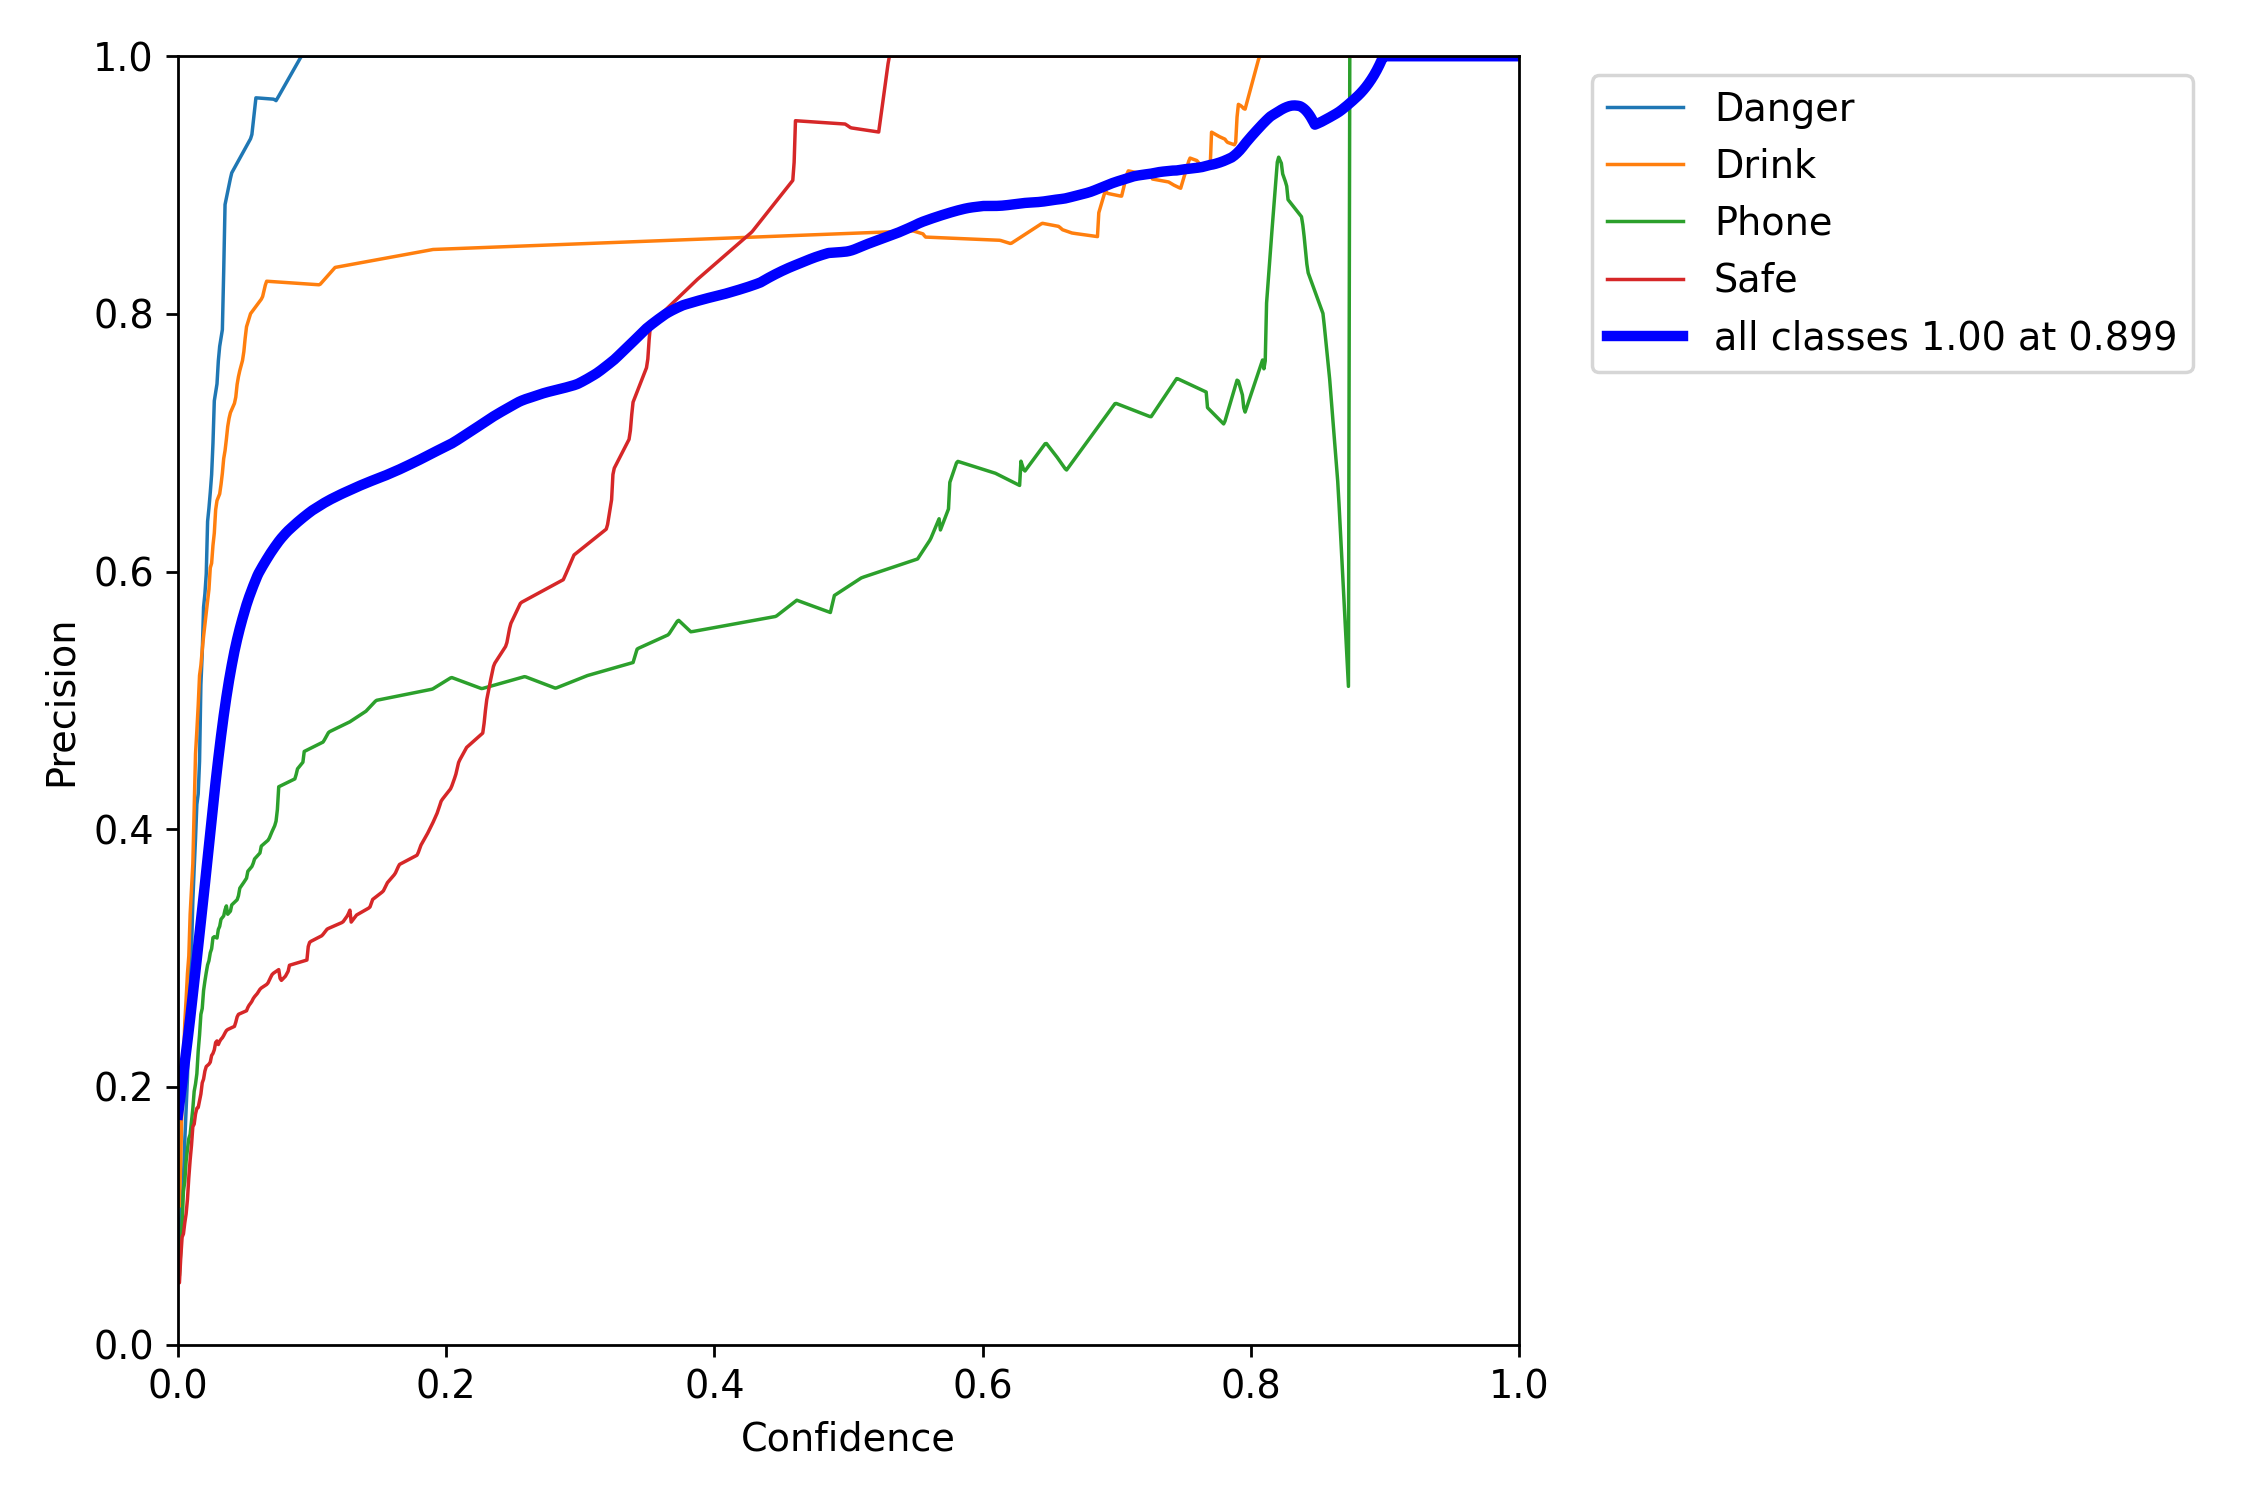 1.0
0.8
0.6
0.4
0.2
0.0
Precision
0.0 0.2 0.4 0.6 0.8 1.0
Confidence
Danger
Drink
Phone
Safe
all classes 1.00 at 0.899